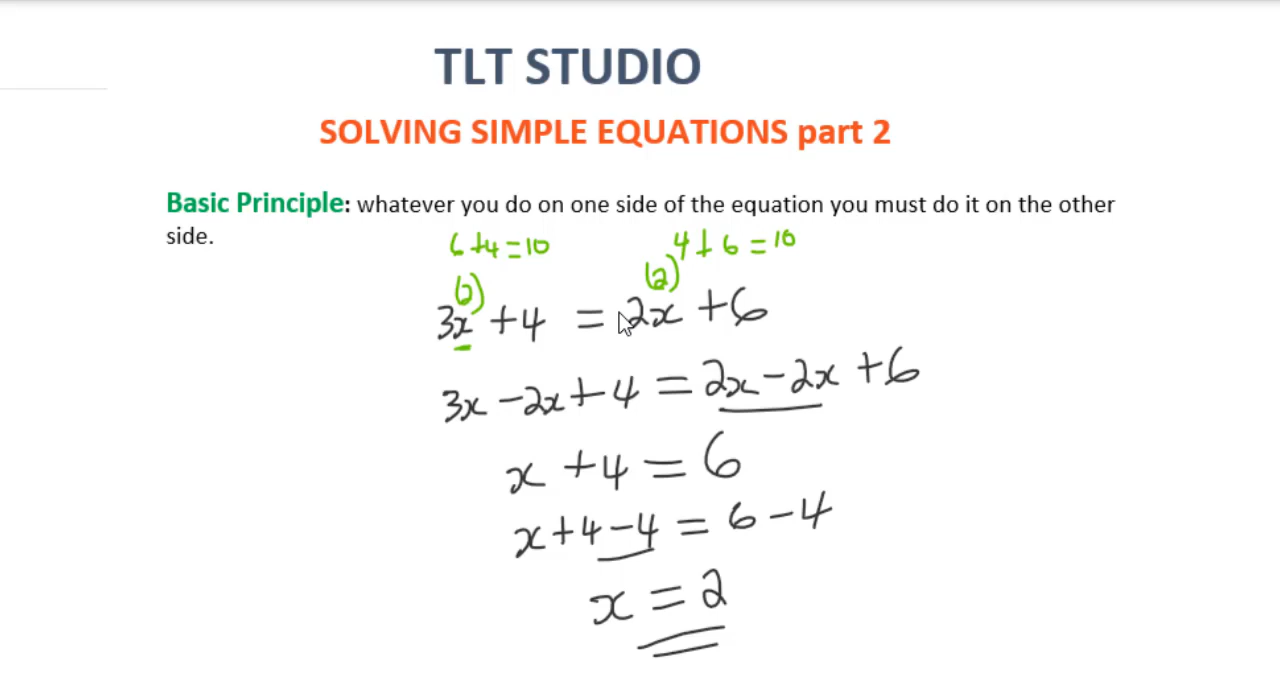 TLT STUDIO
SOLVING SIMPLE EQUATIONS part 2
Basic Principle: whatever you do on one side of the equation you must do it on the other
side.
6+4=10 4+6=10
(2) (2)
3x +4 = 2x +6
3x -2x+4 = 2x-2x +6
x +4 = 6
x+4-4 = 6-4
x = 2